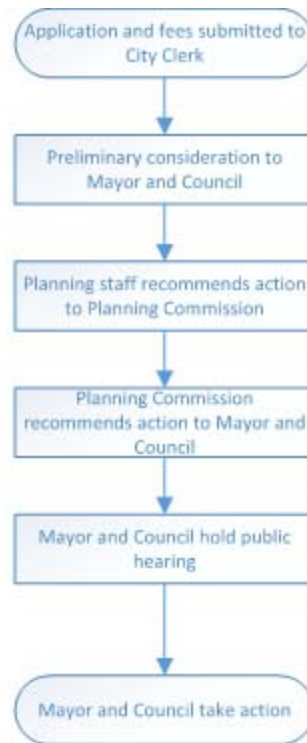 Application and fees submitted to
City Clerk
Preliminary consideration to
Mayor and Council
Planning staff recommends action
to Planning Commission
Planning Commission
recommends action to Mayor and
Council
Mayor and Council hold public
hearing
Mayor and Council take action